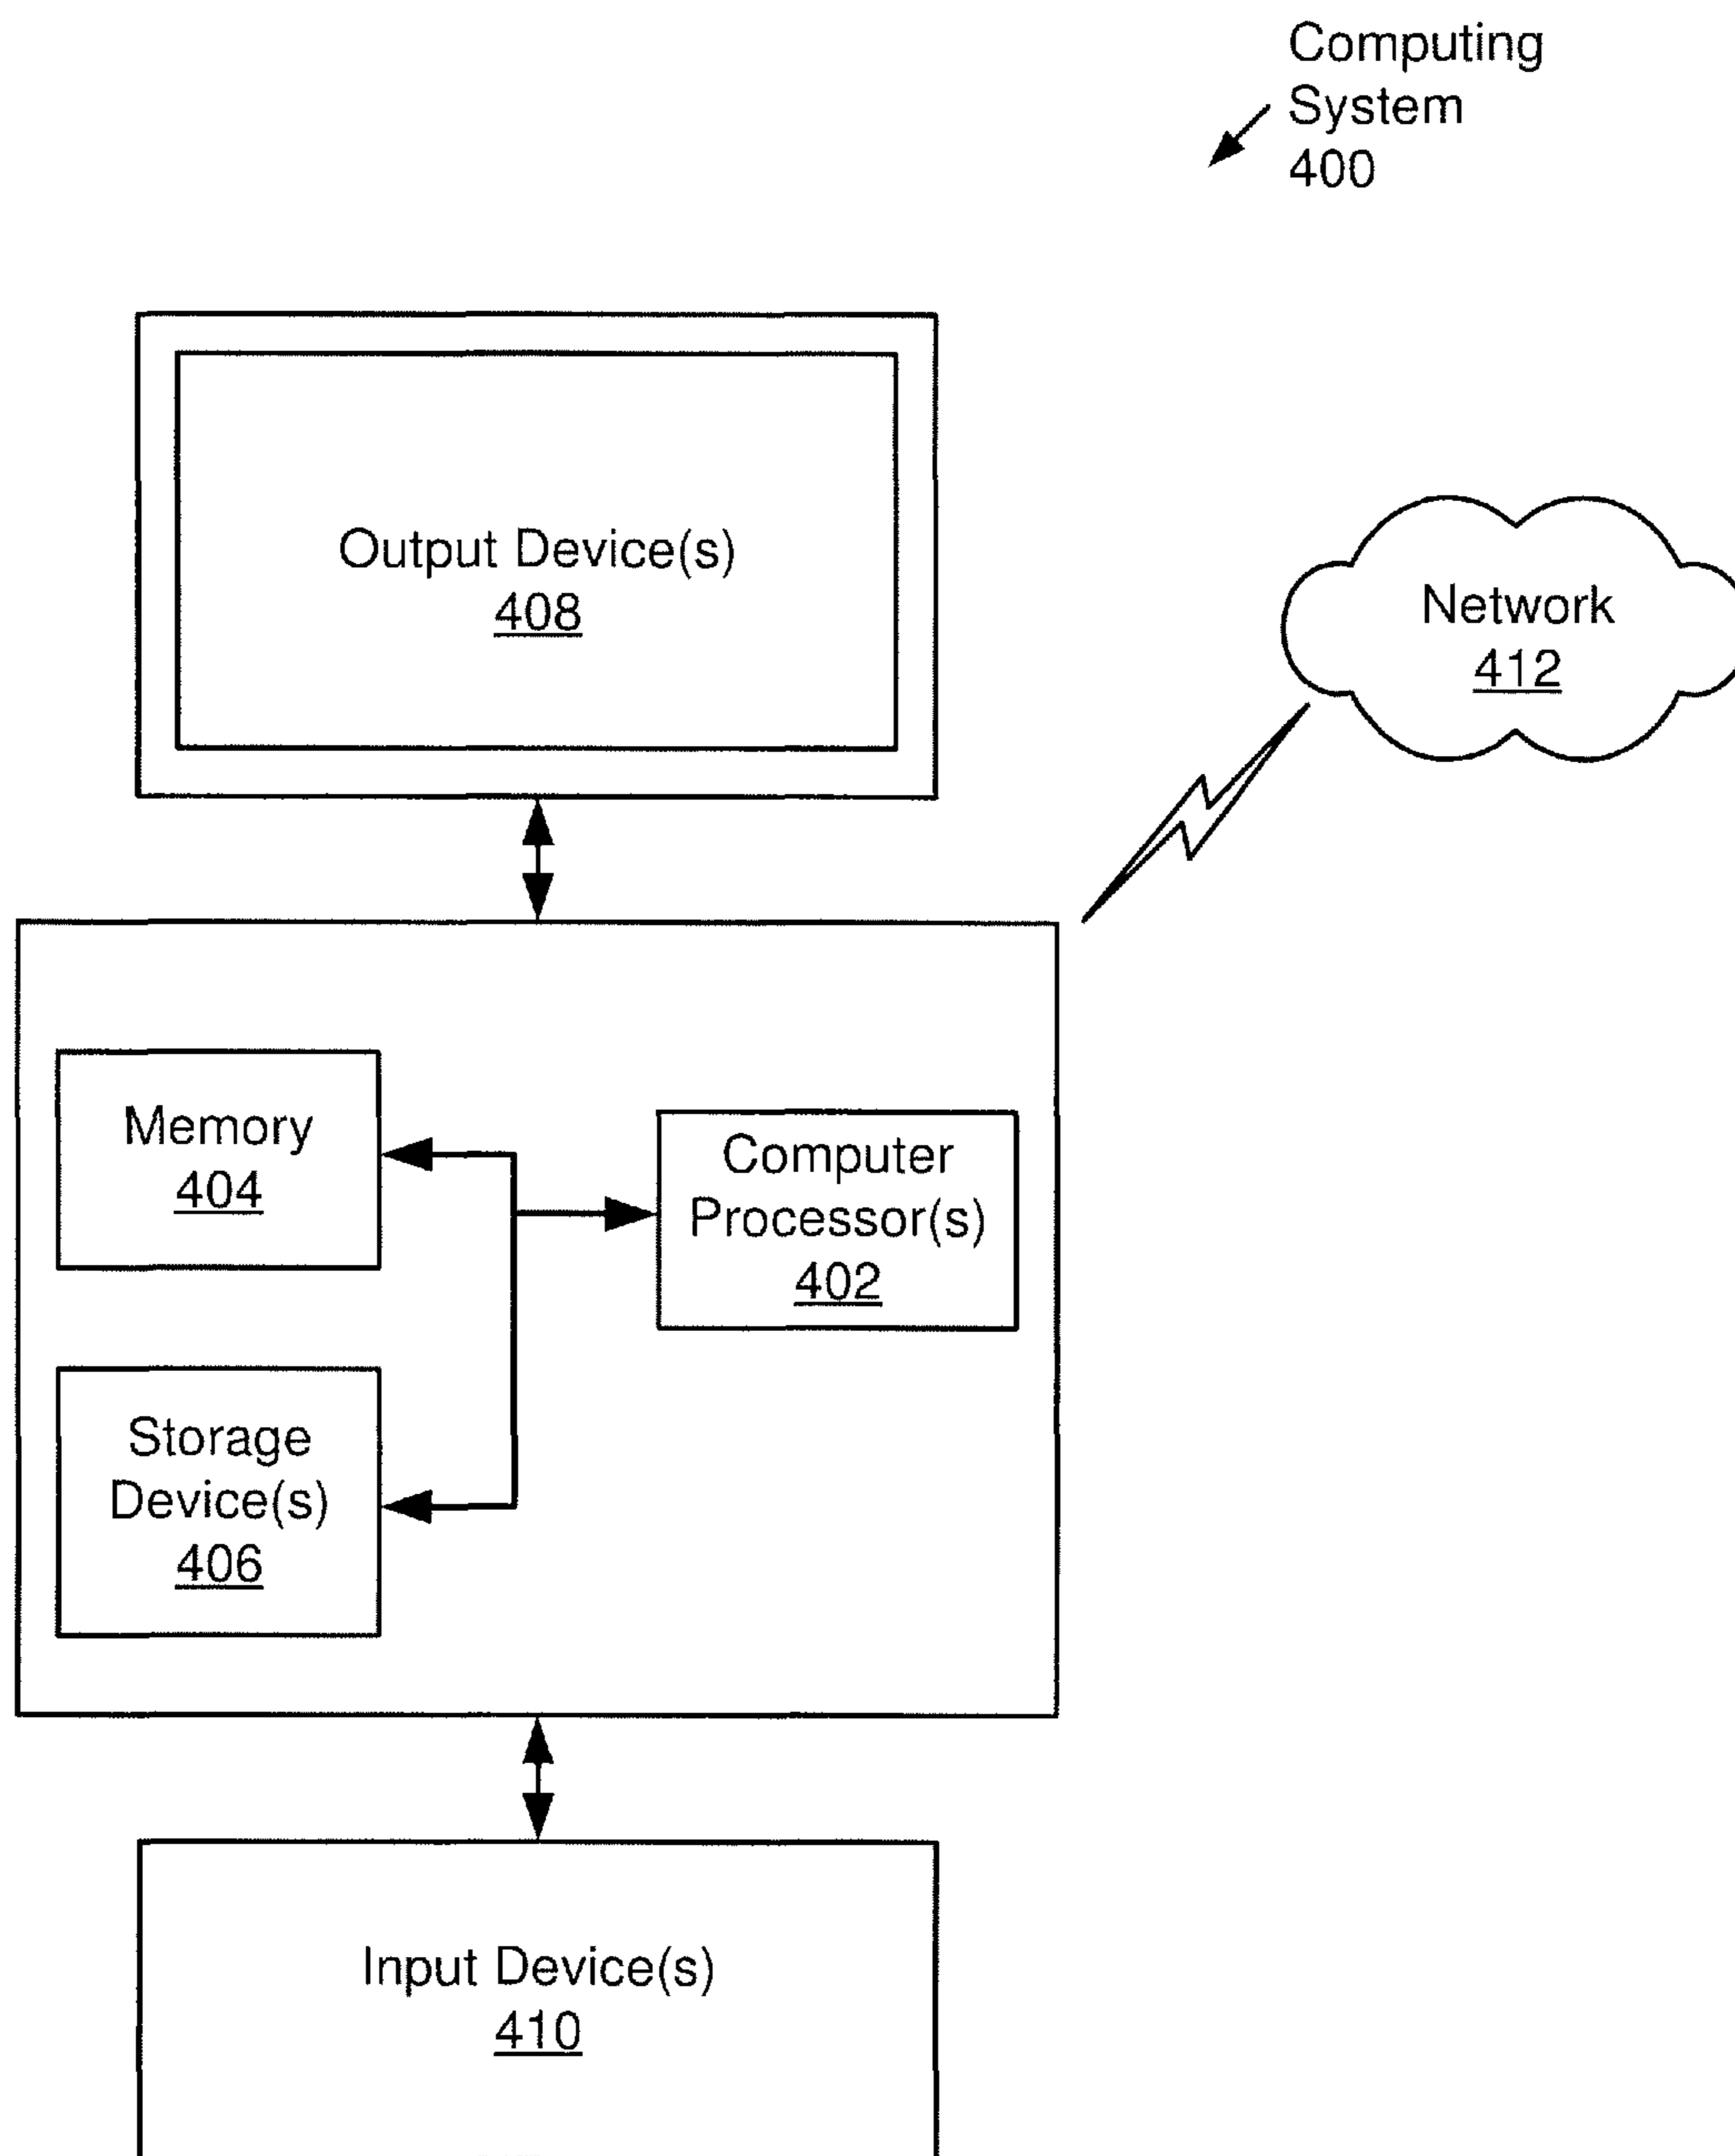 Computing
System
400
Output Device(s)
408
Network
412
Memory
404
Computer
Processor(s)
402
Storage
Device(s)
406
Input Device(s)
410